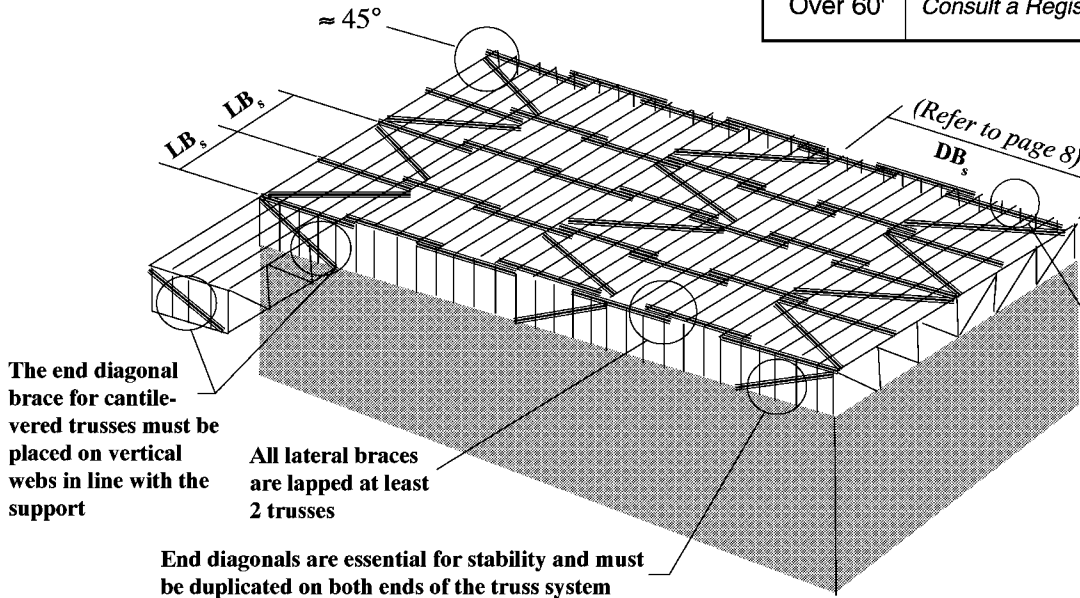 Over 60'
Consult a Regis
≈ 45°
LBs
LBs
(Refer to page 8)
DBs
The end diagonal
brace for cantile-
vered trusses must be
placed on vertical
webs in line with the
support
All lateral braces
are lapped at least
2 trusses
End diagonals are essential for stability and must
be duplicated on both ends of the truss system